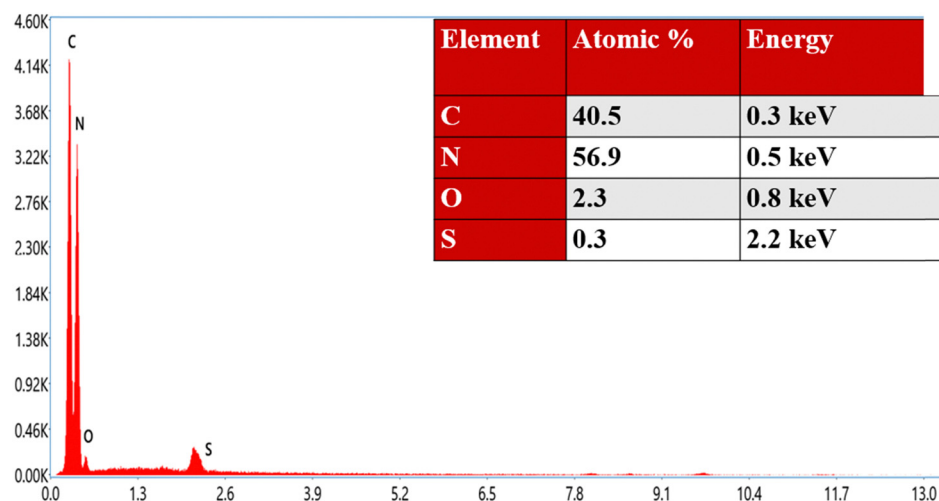 4.60K
4.14K
3.68K
3.22K
2.76K
2.30K
1.84K
1.38K
0.92K
0.46K
0.00K
C
N
O
S
0.0 1.3 2.6 3.9 5.2 6.5 7.8 9.1 10.4 11.7 13.0
Element Atomic % Energy
C 40.5 0.3 keV
N 56.9 0.5 keV
O 2.3 0.8 keV
S 0.3 2.2 keV